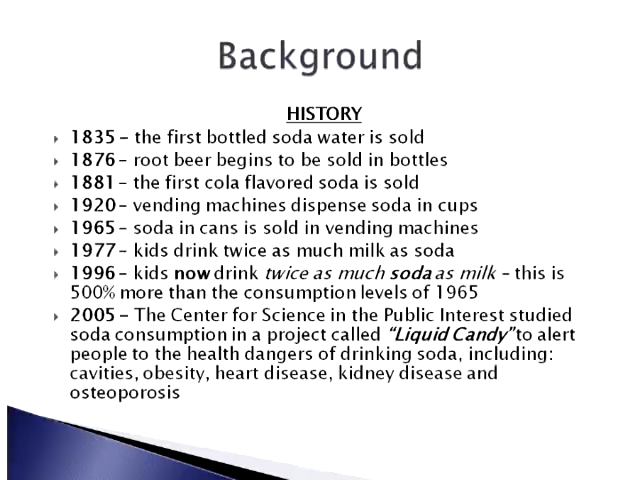 Background
HISTORY
1835 – the first bottled soda water is sold
1876 – root beer begins to be sold in bottles
1881 – the first cola flavored soda is sold
1920 – vending machines dispense soda in cups
1965 – soda in cans is sold in vending machines
1977 – kids drink twice as much milk as soda
1996 – kids now drink twice as much soda as milk – this is
500% more than the consumption levels of 1965
2005 – The Center for Science in the Public Interest studied
soda consumption in a project called “Liquid Candy” to alert
people to the health dangers of drinking soda, including:
cavities, obesity, heart disease, kidney disease and
osteoporosis